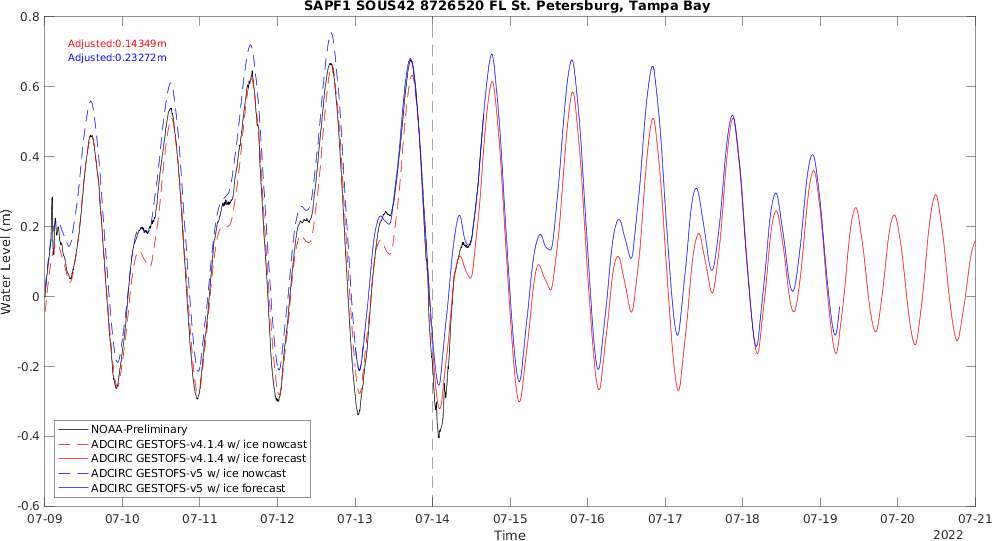 SAPF1 SOUS42 8726520 FL St. Petersburg, Tampa Bay
0.8
Adjusted:0.14349m
Adjusted:0.23272m
0.6
0.4
0.2
0
-0.2
-0.4
-0.6
Water Level (m)
NOAA-Preliminary
ADCIRC GESTOFS-v4.1.4 w/ ice nowcast
ADCIRC GESTOFS-v4.1.4 w/ ice forecast
ADCIRC GESTOFS-v5 w/ ice nowcast
ADCIRC GESTOFS-v5 w/ ice forecast
07-09 07-10 07-11 07-12 07-13 07-14 07-15 07-16 07-17 07-18 07-19 07-20 07-21
Time
2022